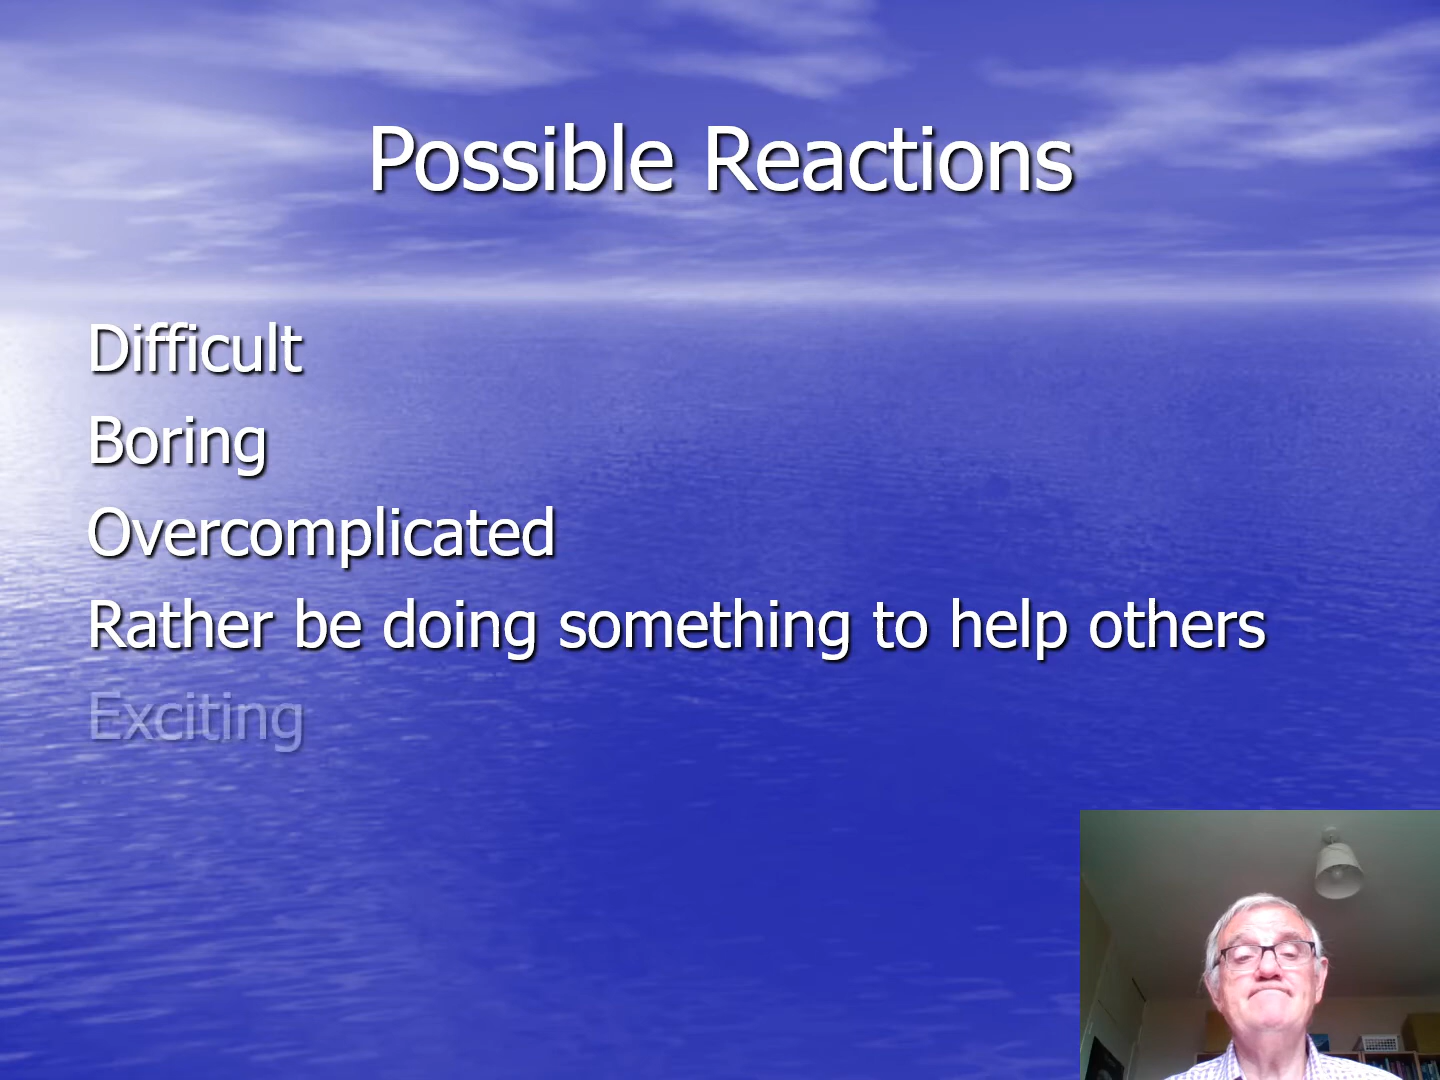 Possible Reactions
Difficult
Boring
Overcomplicated
Rather be doing something to help others
Exciting